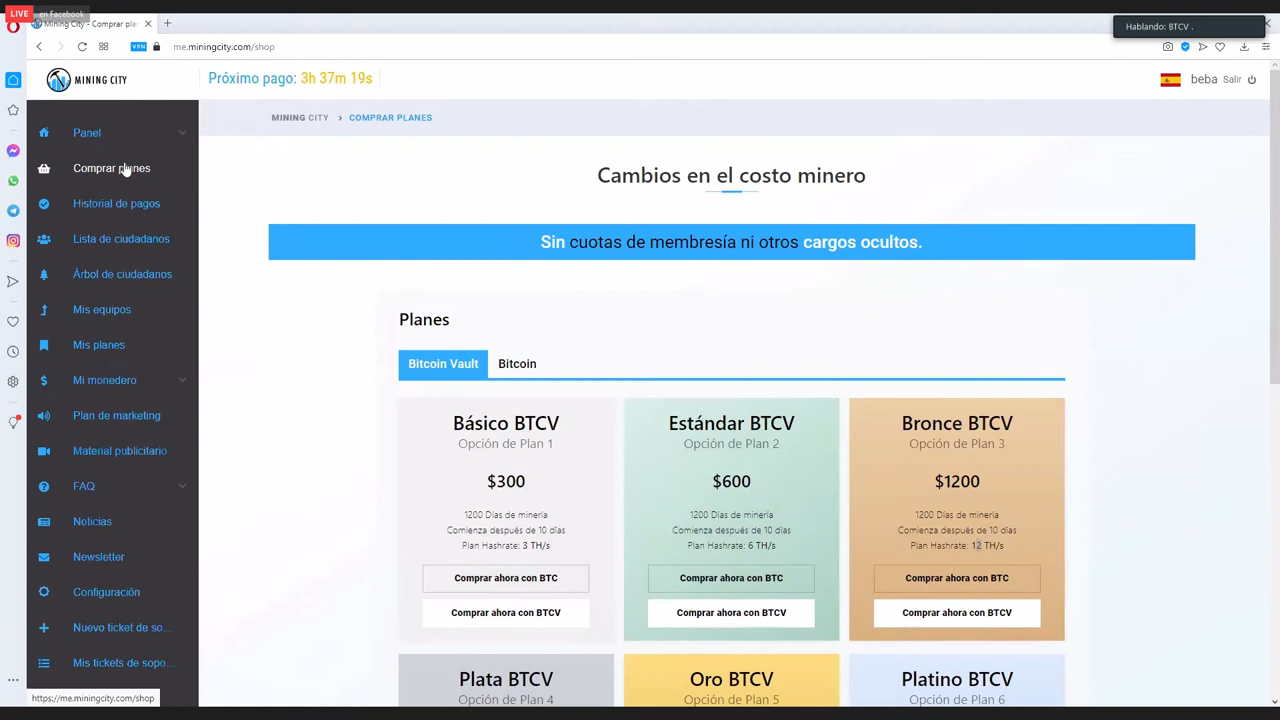 LIVE en Facebook
Mining City - Comprar plan
Hablando: BTCV .
VPN me.miningcity.com/shop
MINING CITY
Próximo pago: 3h 37m 19s
beba Salir
MINING CITY > COMPRAR PLANES
Panel
Comprar planes
Historial de pagos
Lista de ciudadanos
Árbol de ciudadanos
Mis equipos
Mis planes
Mi monedero
Plan de marketing
Material publicitario
FAQ
Noticias
Newsletter
Configuración
Nuevo ticket de so...
Mis tickets de sopo...
https://me.miningcity.com/shop
Cambios en el costo minero
Sin cuotas de membresía ni otros cargos ocultos.
Planes
Bitcoin Vault Bitcoin
Básico BTCV
Opción de Plan 1
$300
1200 Días de minería
Comienza después de 10 días
Plan Hashrate: 3 TH/s
Comprar ahora con BTC
Comprar ahora con BTCV
Estándar BTCV
Opción de Plan 2
$600
1200 Días de minería
Comienza después de 10 días
Plan Hashrate: 6 TH/s
Comprar ahora con BTC
Comprar ahora con BTCV
Bronce BTCV
Opción de Plan 3
$1200
1200 Días de minería
Comienza después de 10 días
Plan Hashrate: 12 TH/s
Comprar ahora con BTC
Comprar ahora con BTCV
Plata BTCV
Opción de Plan 4
Oro BTCV
Opción de Plan 5
Platino BTCV
Opción de Plan 6